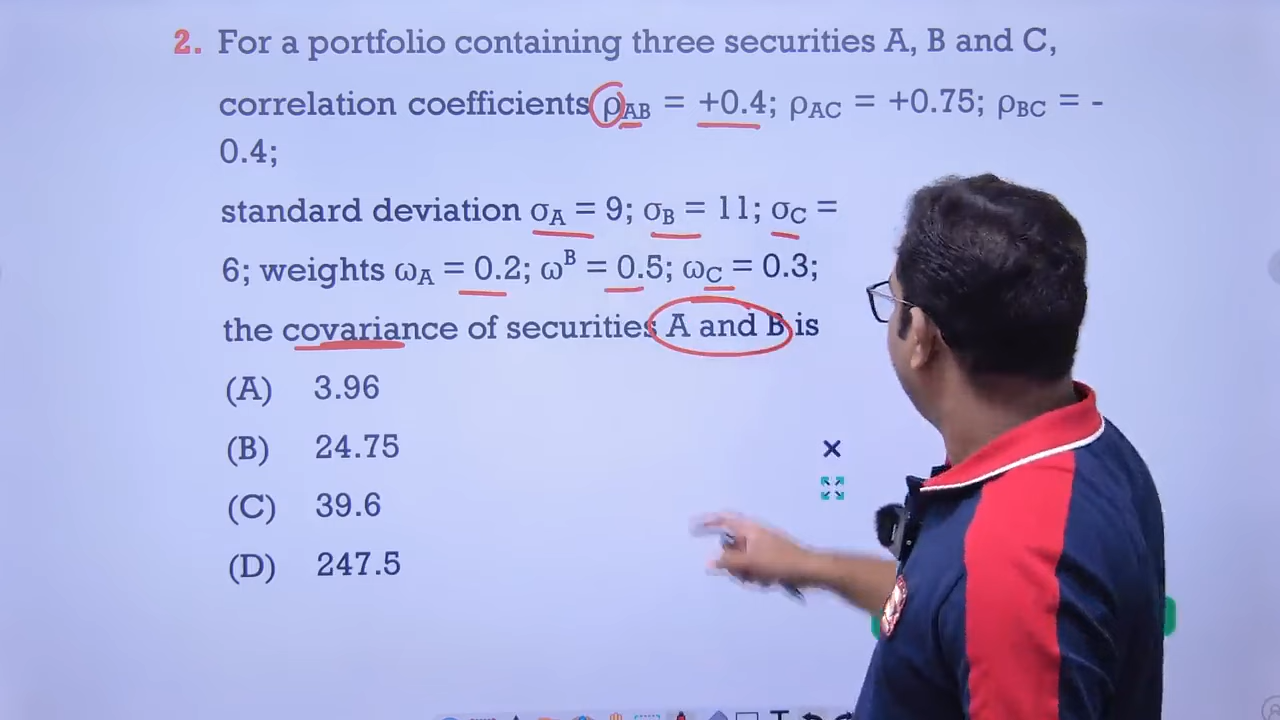 2. For a portfolio containing three securities A, B and C,
correlation coefficients ρAB = +0.4; ρAC = +0.75; ρBC = -
0.4;
standard deviation σA = 9; σB = 11; σC =
6; weights ωA = 0.2; ω^B = 0.5; ωC = 0.3;
the covariance of securities A and B is
(A) 3.96
(B) 24.75
(C) 39.6
(D) 247.5